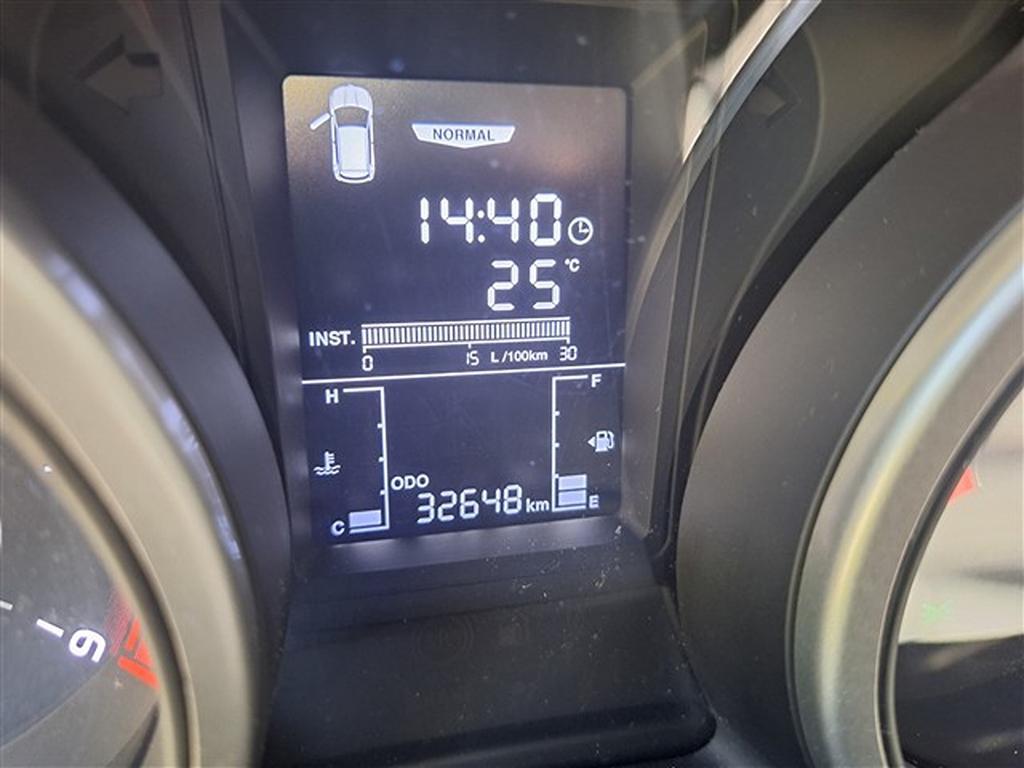 NORMAL
14:40
25 °C
INST.
0 15 L/100km 30
H F
ODO
32648 km
C E
6